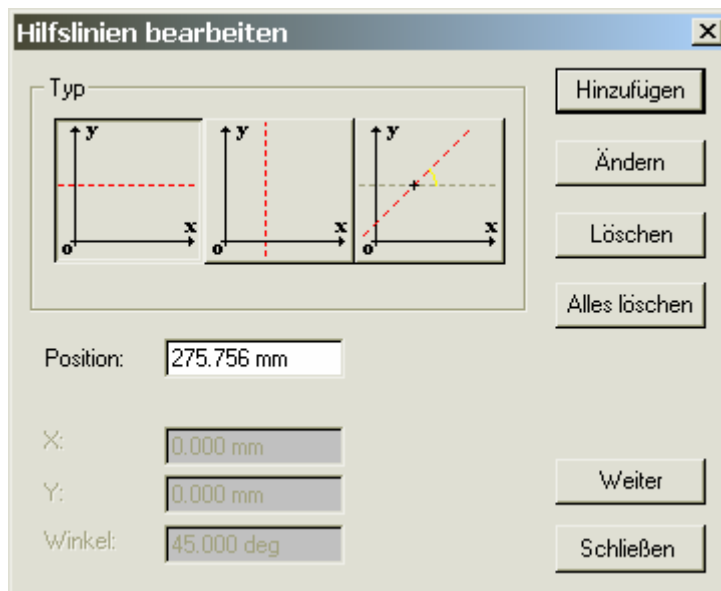 Hilfslinien bearbeiten
Typ
y
x
o
y
x
o
y
x
o
Hinzufügen
Ändern
Löschen
Alles löschen
Position: 275.756 mm
X: 0.000 mm
Y: 0.000 mm
Winkel: 45.000 deg
Weiter
Schließen